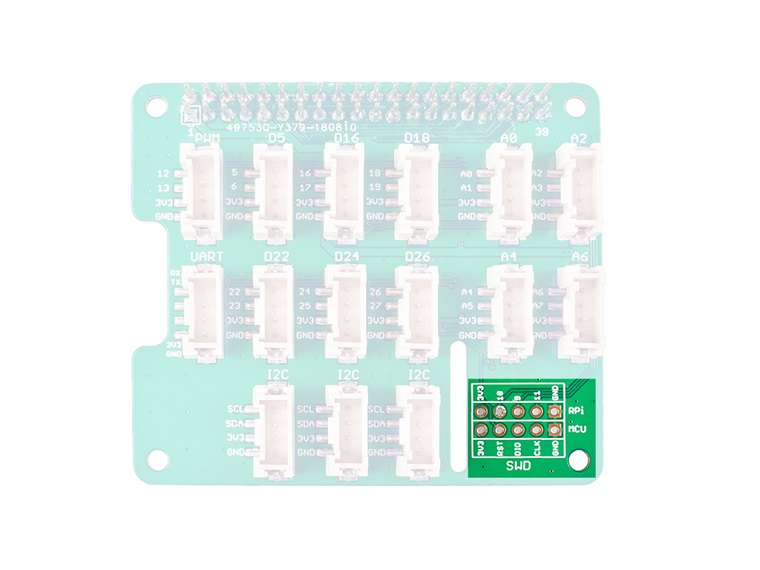 1 49753Q-Y379-180810 39
PWM D5 D16 D18 A0 A2
12 5 16 18 A0 A2
13 6 17 19 A1 A3
3V3 3V3 3V3 3V3 3V3 3V3
GND GND GND GND GND GND
UART D22 D24 D26 A4 A6
RX
TX 22 24 26 A4 A6
23 25 27 A5 A7
3V3 3V3 3V3 3V3 3V3
GND GND GND GND GND
3V3
GND
I2C I2C I2C
SCL SCL SCL
SDA SDA SDA
3V3 3V3 3V3
GND GND GND
3V3 10 9 11 GND
RPi
MCU
3V3 RST DIO CLK GND
SWD